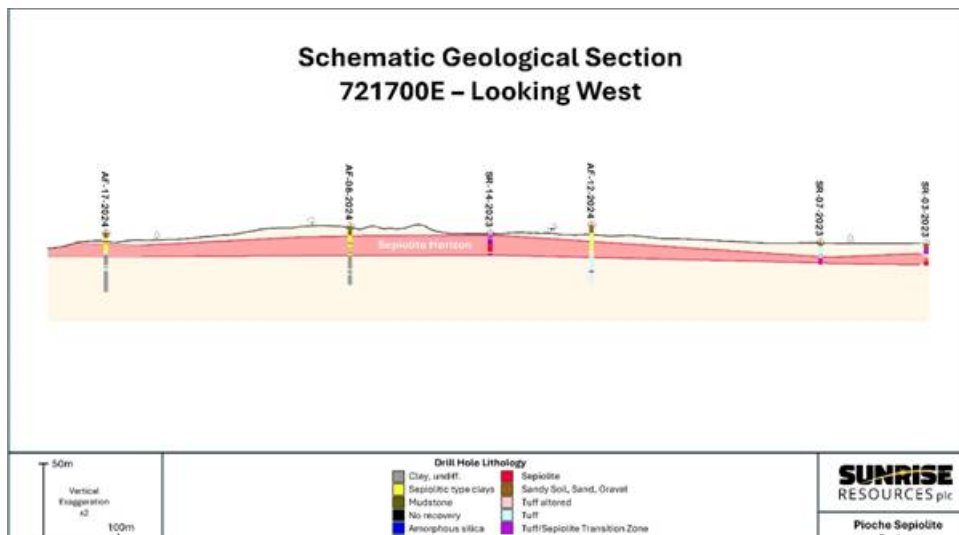 Schematic Geological Section
721700E – Looking West
AF-17-2024
AF-08-2024
SR-14-2023
AF-12-2024
SR-07-2023
SR-03-2023
Sepiolite Horizon
50m
Vertical
Exaggeration
x2
100m
Drill Hole Lithology
Clay, undiff.
Sepiolitic type clays
Mudstone
No recovery
Amorphous silica
Sepiolite
Sandy Soil, Sand, Gravel
Tuff altered
Tuff
Tuff/Sepiolite Transition Zone
SUNRISE
RESOURCES plc
Pioche Sepiolite